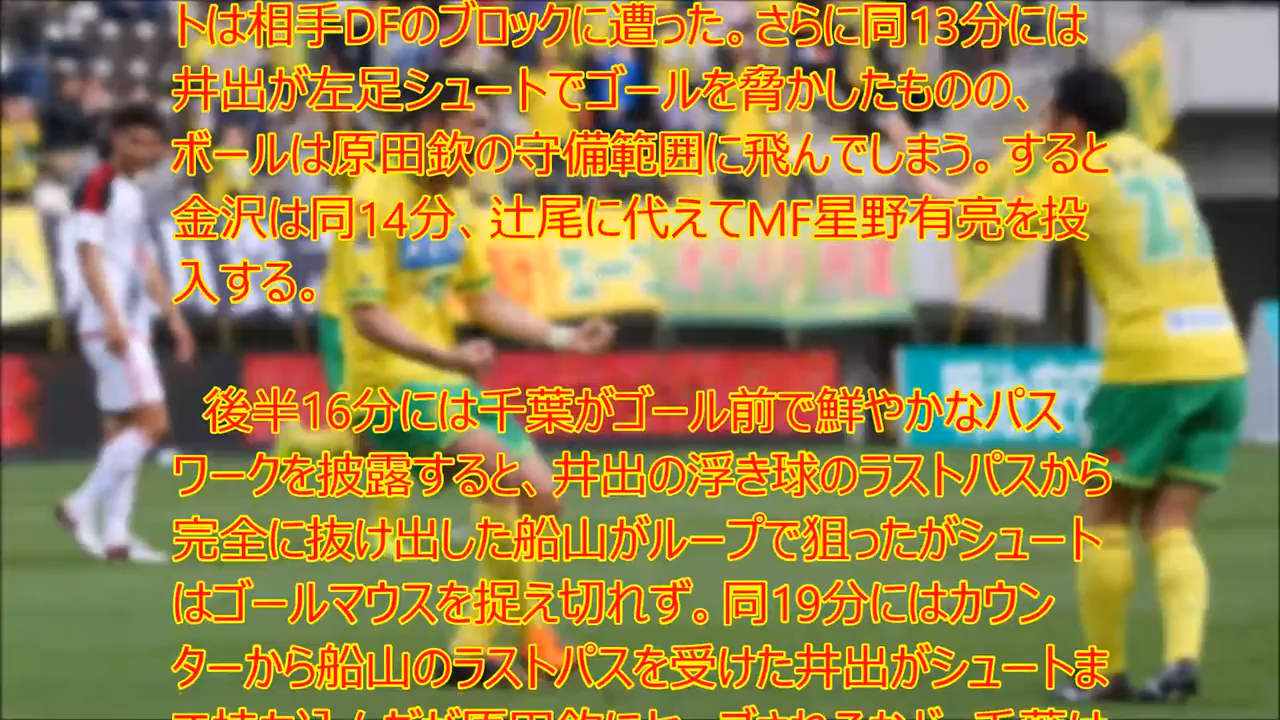 トは相手DFのブロックに遭った。さらに同13分には
井出が左足シュートでゴールを脅かしたものの、
ボールは原田欽の守備範囲に飛んでしまう。すると
金沢は同14分、辻尾に代えてMF星野有亮を投
入する。
後半16分には千葉がゴール前で鮮やかなパス
ワークを披露すると、井出の浮き球のラストパスから
完全に抜け出した船山がループで狙ったがシュート
はゴールマウスを捉え切れず。同19分にはカウン
ターから船山のラストパスを受けた井出がシュートま